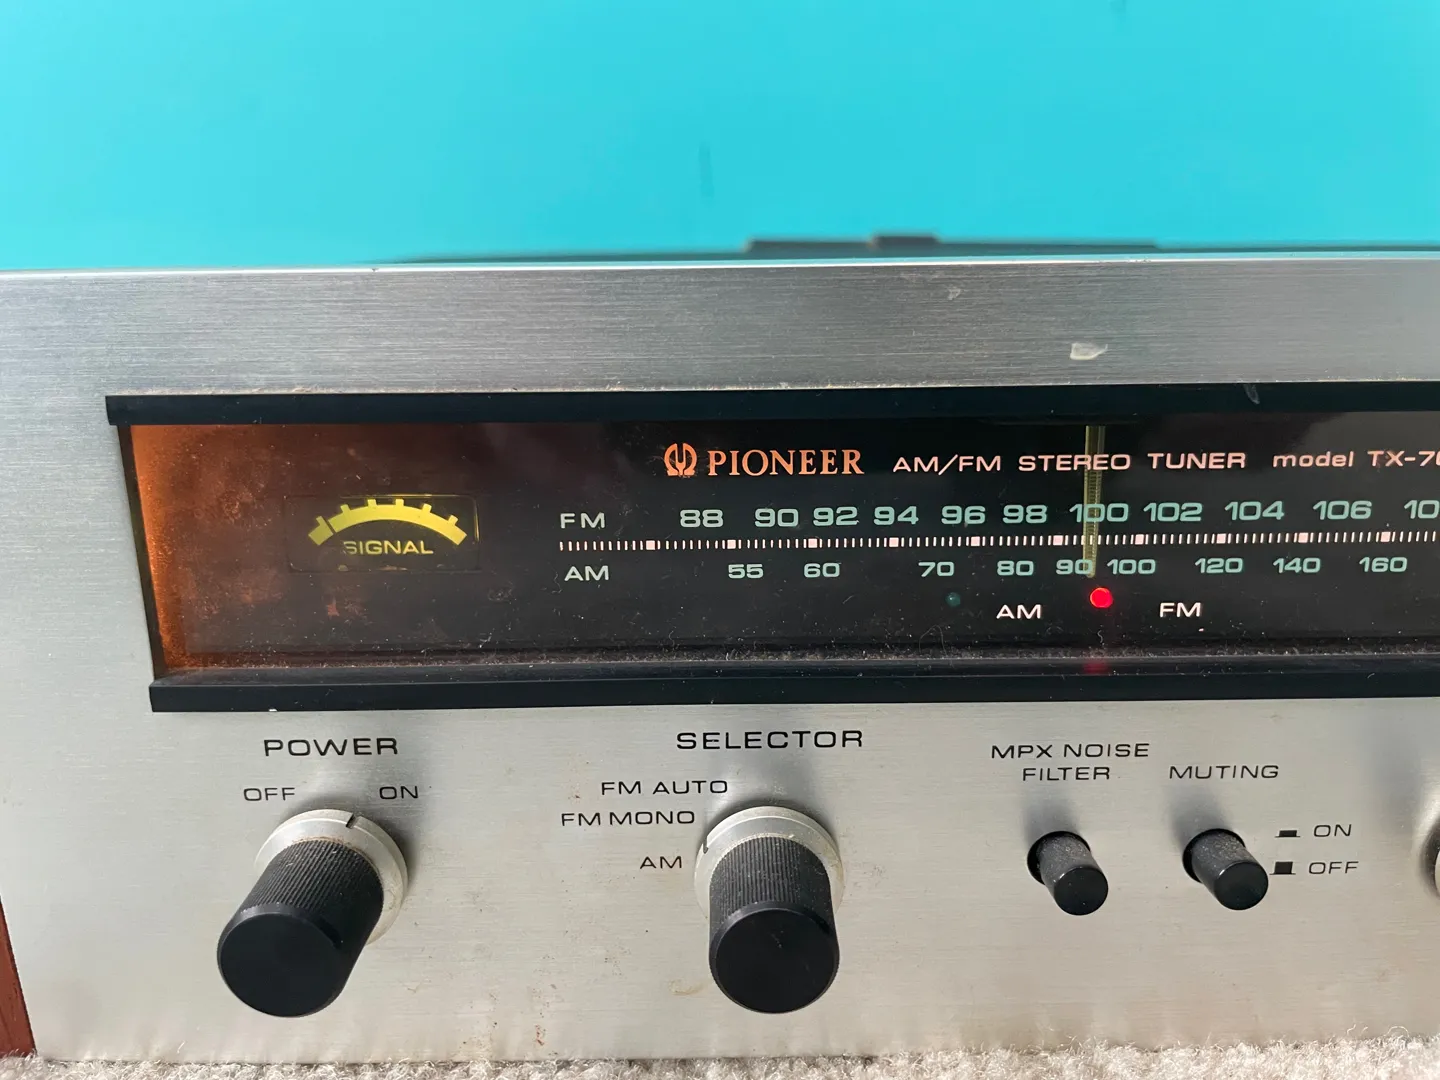 PIONEER AM/FM STEREO TUNER model TX-70
SIGNAL
FM 88 90 92 94 96 98 100 102 104 106 10
AM 55 60 70 80 90 100 120 140 160
AM FM
POWER
OFF ON
SELECTOR
FM AUTO
FM MONO
AM
MPX NOISE
FILTER
MUTING
ON
OFF